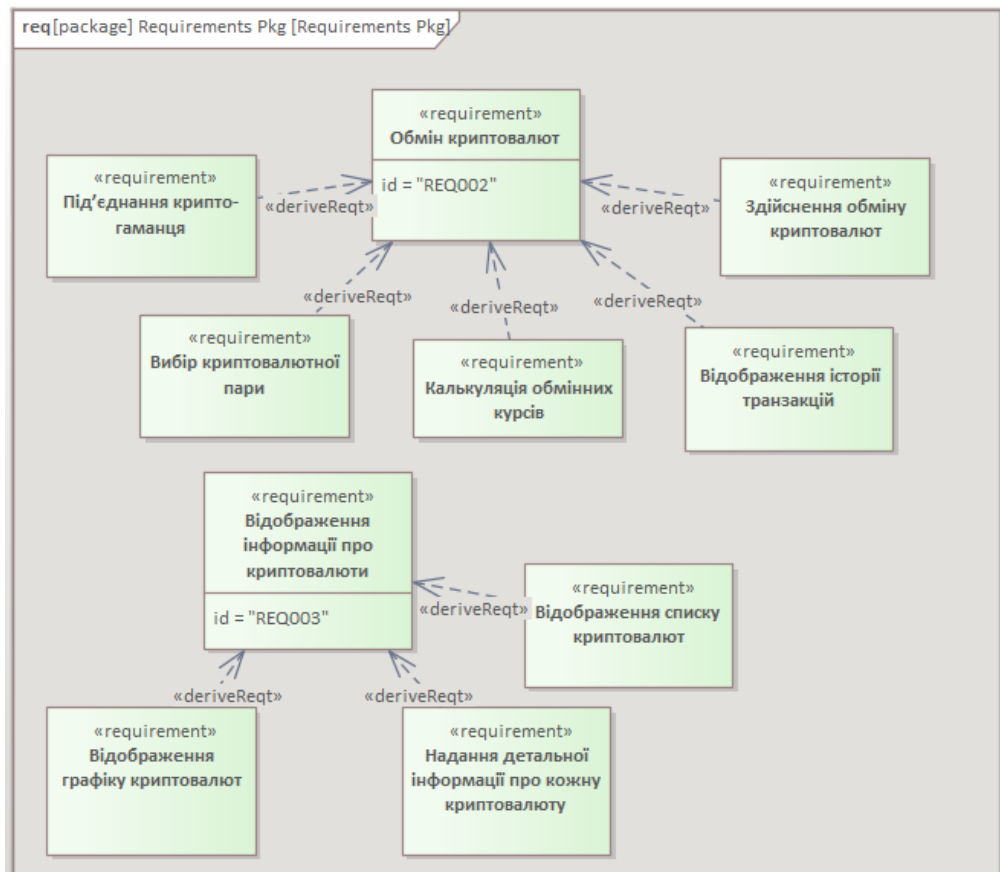 req [package] Requirements Pkg [Requirements Pkg]
«requirement»
Обмін криптовалют
id = "REQ002"
«requirement»
Під'єднання крипто-
гаманця
«deriveReqt»
«requirement»
Здійснення обміну
криптовалют
«deriveReqt»
«deriveReqt»
«deriveReqt»
«deriveReqt»
«requirement»
Вибір криптовалютної
пари
«requirement»
Калькуляція обмінних
курсів
«requirement»
Відображення історії
транзакцій
«requirement»
Відображення
інформації про
криптовалюти
id = "REQ003"
«deriveReqt»
«requirement»
Відображення списку
криптовалют
«deriveReqt»
«deriveReqt»
«requirement»
Відображення
графіку криптовалют
«requirement»
Надання детальної
інформації про кожну
криптовалюту